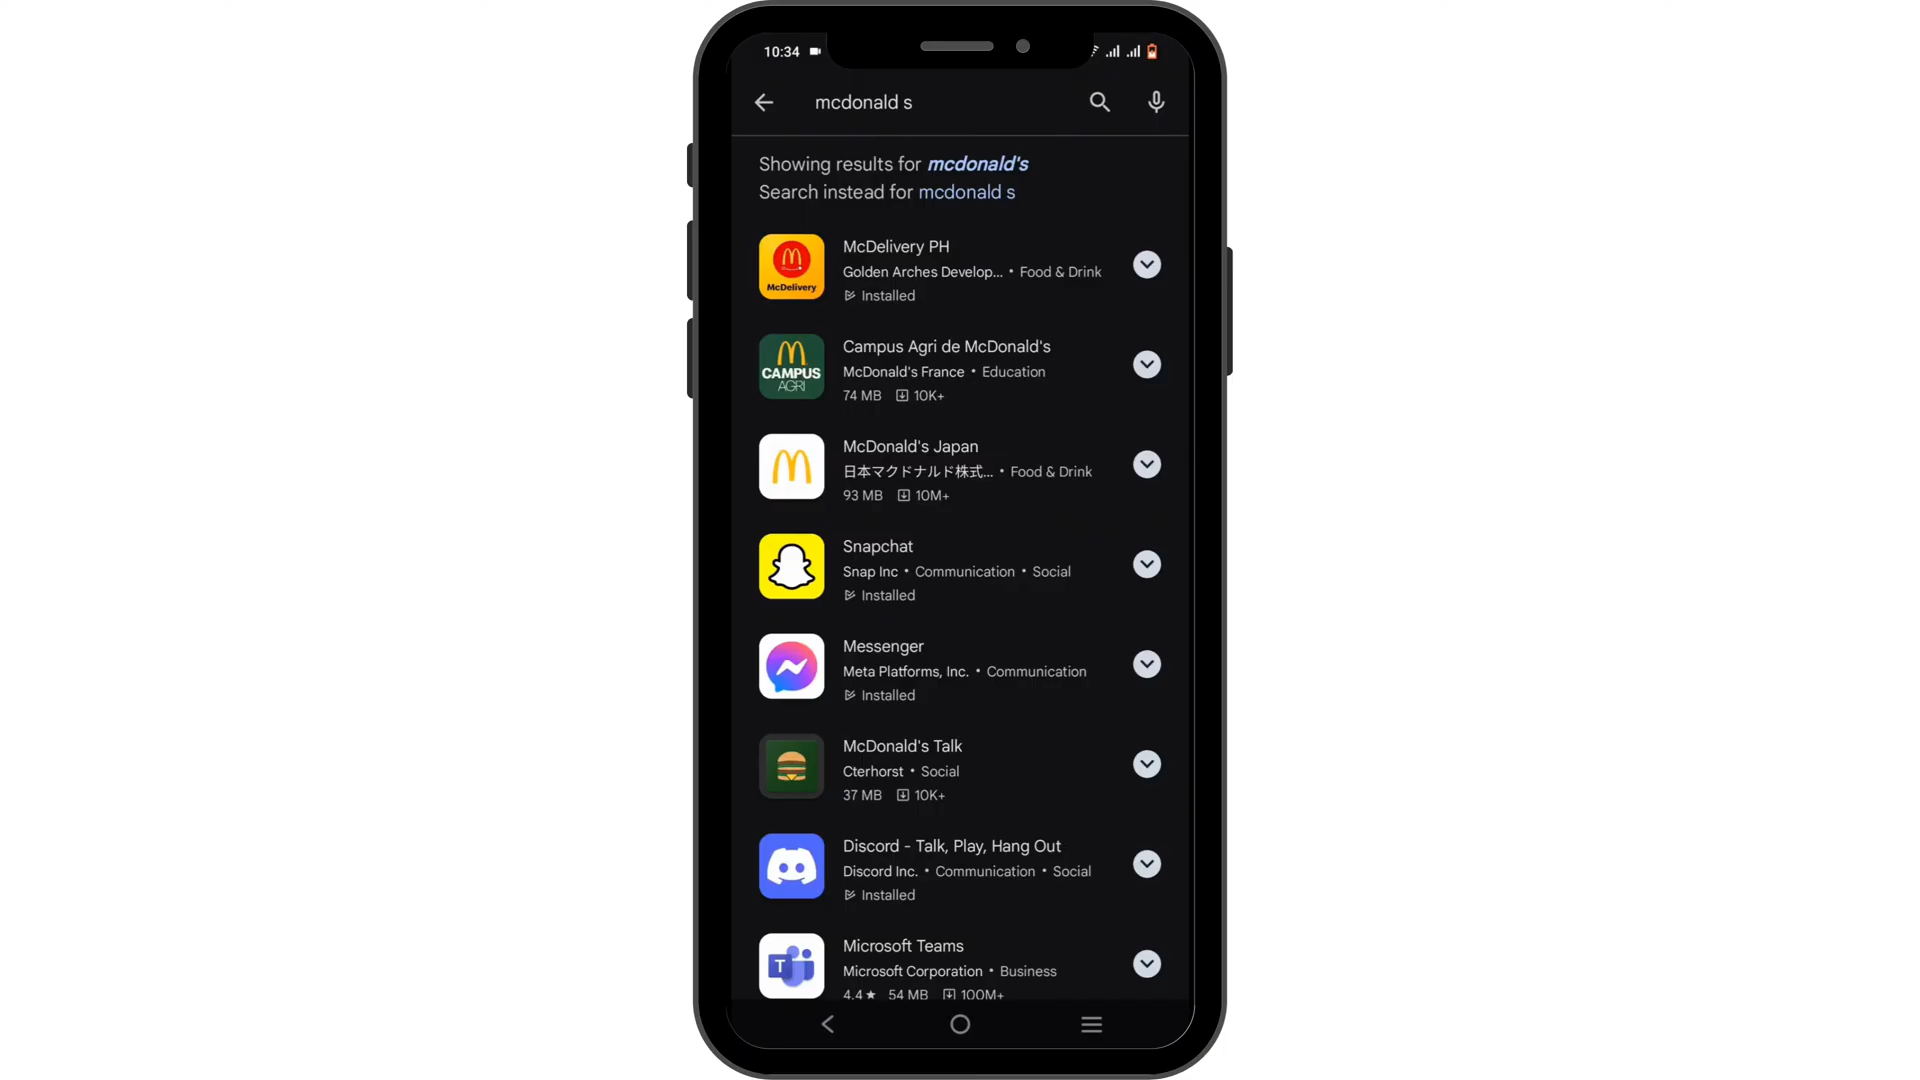 10:34
mcdonald s
Showing results for mcdonald's
Search instead for mcdonald s
McDelivery
McDelivery PH
Golden Arches Develop... • Food & Drink
Installed
CAMPUS
AGRI
Campus Agri de McDonald's
McDonald's France • Education
74 MB 10K+
McDonald's Japan
日本マクドナルド株式... • Food & Drink
93 MB 10M+
Snapchat
Snap Inc • Communication • Social
Installed
Messenger
Meta Platforms, Inc. • Communication
Installed
McDonald's Talk
Cterhorst • Social
37 MB 10K+
Discord - Talk, Play, Hang Out
Discord Inc. • Communication • Social
Installed
T
Microsoft Teams
Microsoft Corporation • Business
4.4★ 54 MB 100M+